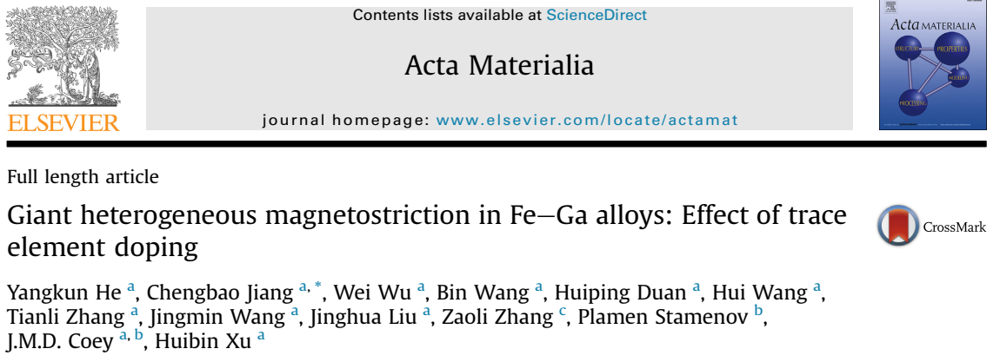 Contents lists available at ScienceDirect
Acta Materialia
journal homepage: www.elsevier.com/locate/actamat
ELSEVIER
Acta MATERIALIA
STRUCTURE
PROPERTIES
MODELING
PROCESSING
Full length article
Giant heterogeneous magnetostriction in Fe–Ga alloys: Effect of trace
element doping
CrossMark
Yangkun He a, Chengbao Jiang a, *, Wei Wu a, Bin Wang a, Huiping Duan a, Hui Wang a,
Tianli Zhang a, Jingmin Wang a, Jinghua Liu a, Zaoli Zhang c, Plamen Stamenov b,
J.M.D. Coey a, b, Huibin Xu a